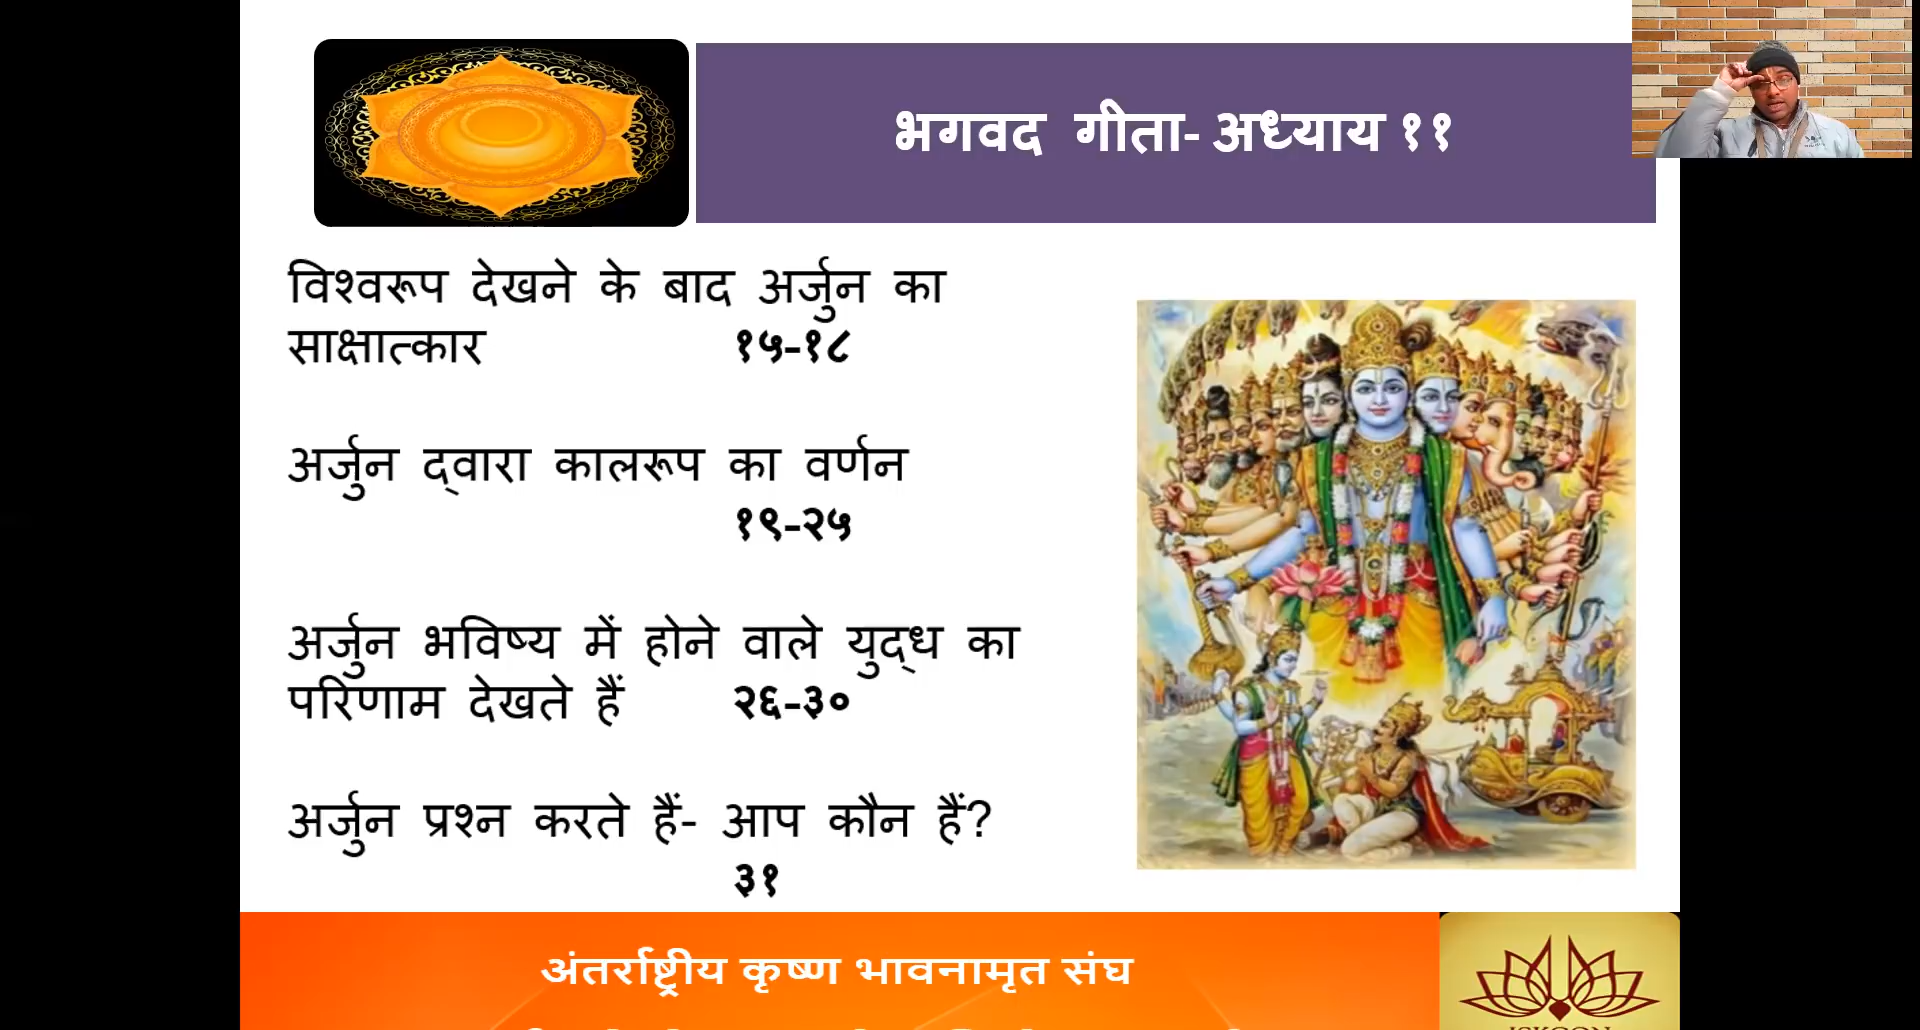 भगवद गीता- अध्याय ११
विश्वरूप देखने के बाद अर्जुन का
साक्षात्कार १५-१८
अर्जुन द्वारा कालरूप का वर्णन
१९-२५
अर्जुन भविष्य में होने वाले युद्ध का
परिणाम देखते हैं २६-३०
अर्जुन प्रश्न करते हैं- आप कौन हैं?
३१
अंतर्राष्ट्रीय कृष्ण भावनामृत संघ